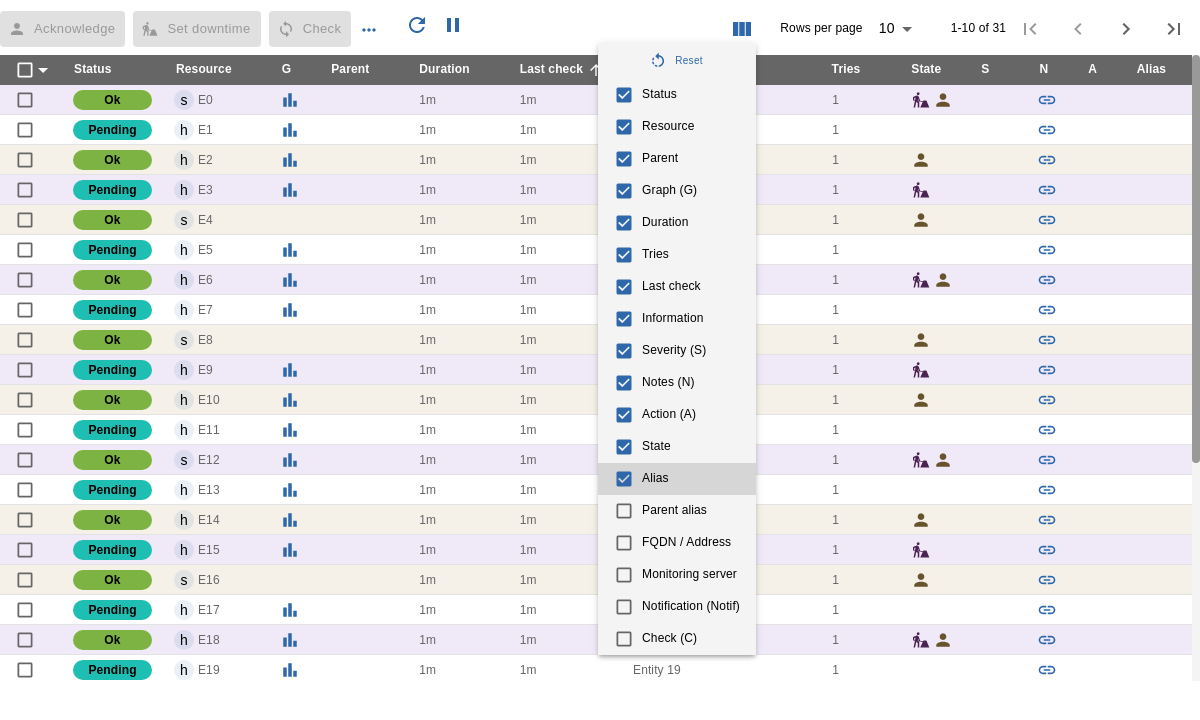 Acknowledge Set downtime Check Rows per page 10 1-10 of 31
Status Resource G Parent Duration Last check Tries State S N A Alias
Reset
Ok s E0 1m 1m Status 1
Pending h E1 1m 1m Resource 1
Ok h E2 1m 1m Parent 1
Pending h E3 1m 1m Graph (G) 1
Ok s E4 1m 1m Duration 1
Pending h E5 1m 1m Tries 1
Ok h E6 1m 1m Last check 1
Pending h E7 1m 1m Information 1
Ok s E8 1m 1m Severity (S) 1
Pending h E9 1m 1m Notes (N) 1
Ok h E10 1m 1m Action (A) 1
Pending h E11 1m 1m State 1
Ok s E12 1m 1m Alias 1
Pending h E13 1m 1m Parent alias 1
Ok h E14 1m 1m FQDN / Address 1
Pending h E15 1m 1m Monitoring server 1
Ok s E16 1m 1m Notification (Notif) 1
Pending h E17 1m 1m Check (C) 1
Ok h E18 1m 1m 1
Pending h E19 1m 1m Entity 19 1